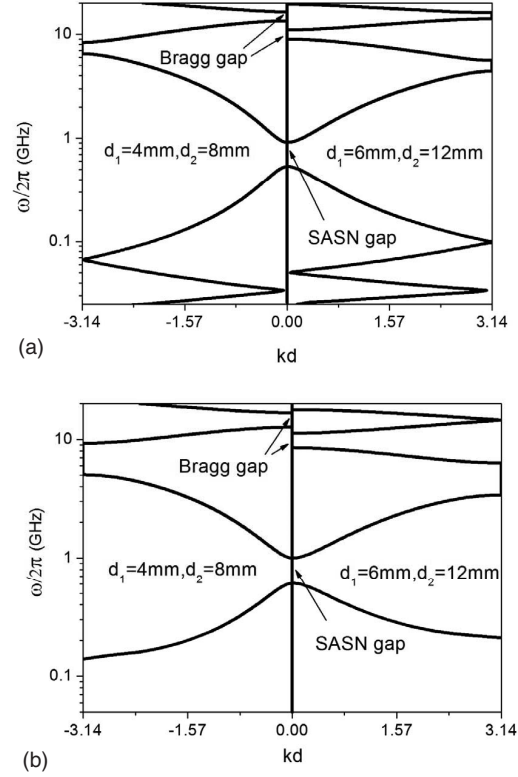 10
Bragg gap
ω/2π (GHz)
1
d1=4mm,d2=8mm
d1=6mm,d2=12mm
SASN gap
0.1
-3.14
-1.57
0.00
1.57
3.14
(a)
kd
10
Bragg gap
ω/2π (GHz)
1
d1=4mm,d2=8mm
d1=6mm,d2=12mm
SASN gap
0.1
-3.14
-1.57
0.00
1.57
3.14
(b)
kd